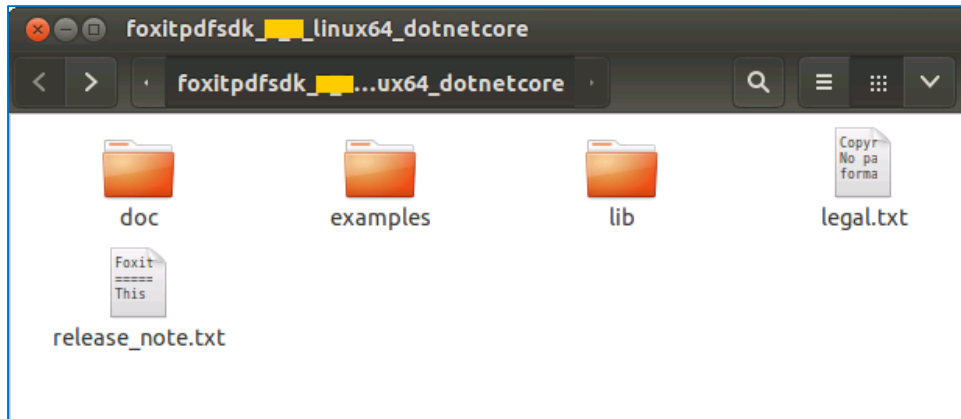 foxitpdfsdk_ _ _linux64_dotnetcore
foxitpdfsdk_ _...ux64_dotnetcore
Copyr
No pa
forma
doc
examples
lib
legal.txt
Foxit
=====
This
release_note.txt